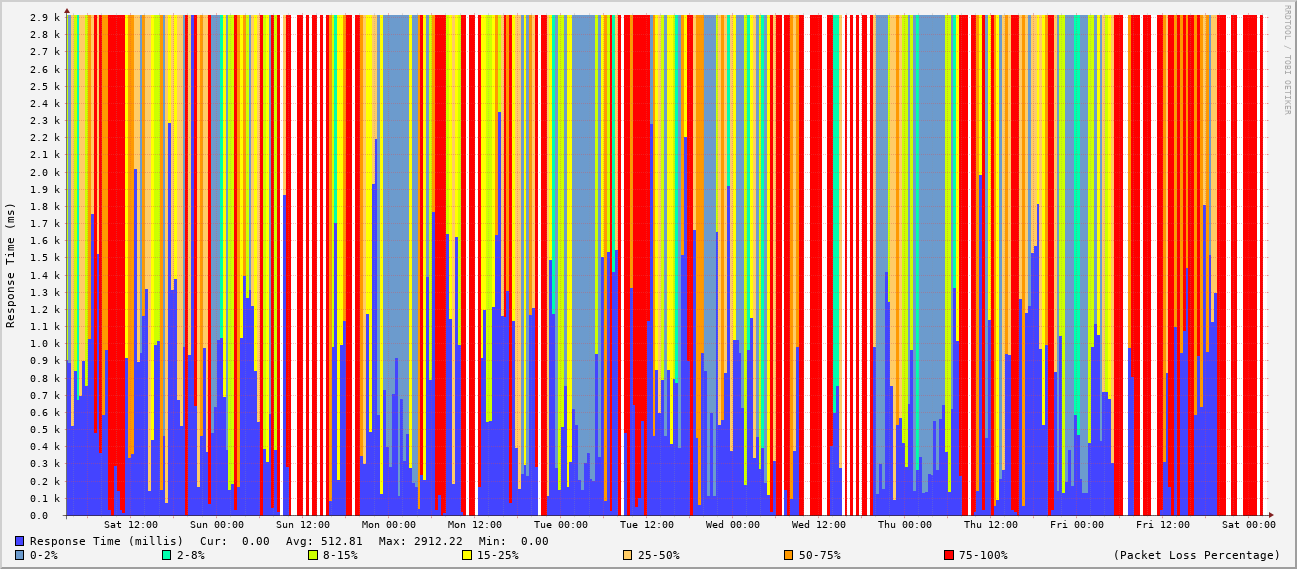 2.9 k
2.8 k
2.7 k
2.6 k
2.5 k
2.4 k
2.3 k
2.2 k
2.1 k
2.0 k
1.9 k
1.8 k
1.7 k
1.6 k
1.5 k
1.4 k
1.3 k
1.2 k
1.1 k
1.0 k
0.9 k
0.8 k
0.7 k
0.6 k
0.5 k
0.4 k
0.3 k
0.2 k
0.1 k
0.0
Response Time (ms)
RRDTOOL / TOBI OETIKER
Sat 12:00 Sun 00:00 Sun 12:00 Mon 00:00 Mon 12:00 Tue 00:00 Tue 12:00 Wed 00:00 Wed 12:00 Thu 00:00 Thu 12:00 Fri 00:00 Fri 12:00 Sat 00:00
Response Time (millis) Cur: 0.00 Avg: 512.81 Max: 2912.22 Min: 0.00
0-2% 2-8% 8-15% 15-25% 25-50% 50-75% 75-100% (Packet Loss Percentage)